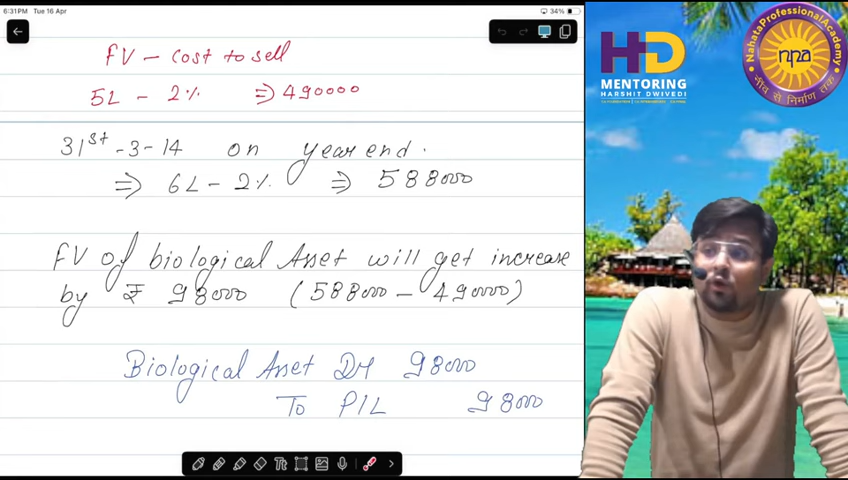 6:31PM Tue 16 Apr
34%
FV - cost to sell
5L - 2% ⇒ 490000
31st-3-14 on year end.
⇒ 6L - 2% ⇒ 588000
FV of biological Asset will get increase
by ₹ 98000 (588000 - 490000)
Biological Asset Dr 98000
To P/L 98000
HD
MENTORING
HARSHIT DWIVEDI
NahataProfessionalAcademy
npa
नींव से निर्माण तक